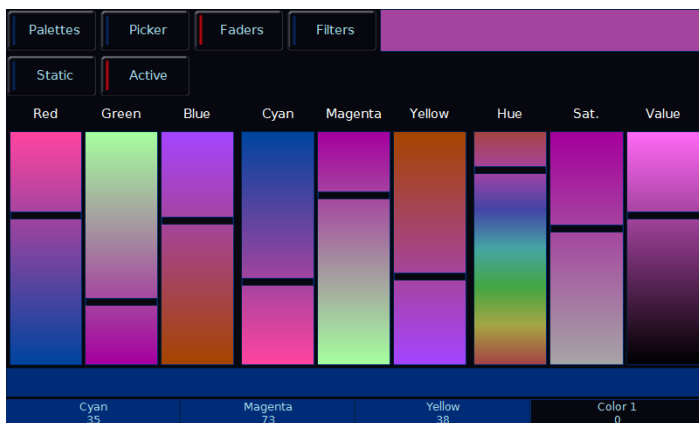 Palettes Picker Faders Filters
Static Active
Red Green Blue Cyan Magenta Yellow Hue Sat. Value
Cyan Magenta Yellow Color 1
35 73 38 0